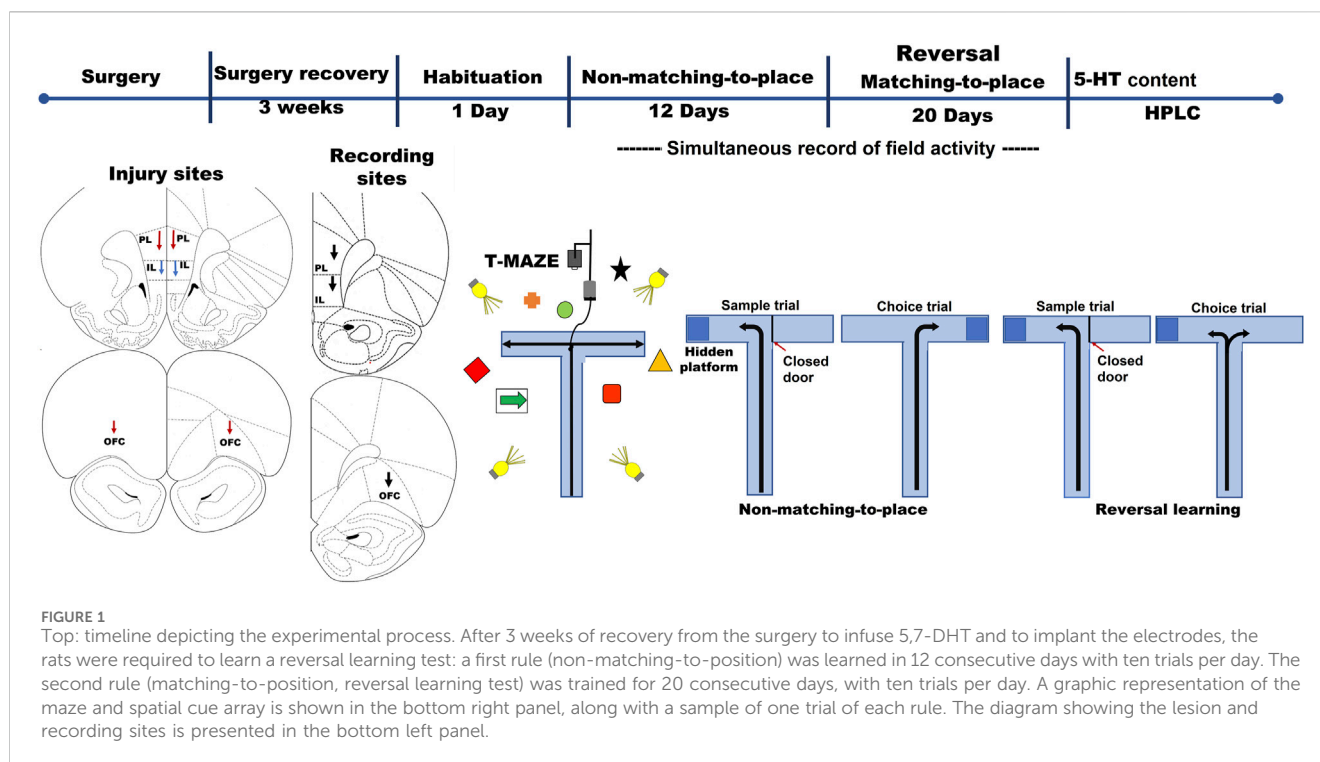 Surgery
Surgery recovery
3 weeks
Habituation
1 Day
Non-matching-to-place
12 Days
Reversal
Matching-to-place
20 Days
5-HT content
HPLC
------- Simultaneous record of field activity -----
Injury sites
PL PL
IL IL
OFC OFC
Recording
sites
PL
IL
OFC
T-MAZE
Sample trial
Hidden
platform
Closed
door
Choice trial
Non-matching-to-place
Sample trial
Closed
door
Choice trial
Reversal learning
FIGURE 1
Top: timeline depicting the experimental process. After 3 weeks of recovery from the surgery to infuse 5,7-DHT and to implant the electrodes, the
rats were required to learn a reversal learning test: a first rule (non-matching-to-position) was learned in 12 consecutive days with ten trials per day. The
second rule (matching-to-position, reversal learning test) was trained for 20 consecutive days, with ten trials per day. A graphic representation of the
maze and spatial cue array is shown in the bottom right panel, along with a sample of one trial of each rule. The diagram showing the lesion and
recording sites is presented in the bottom left panel.